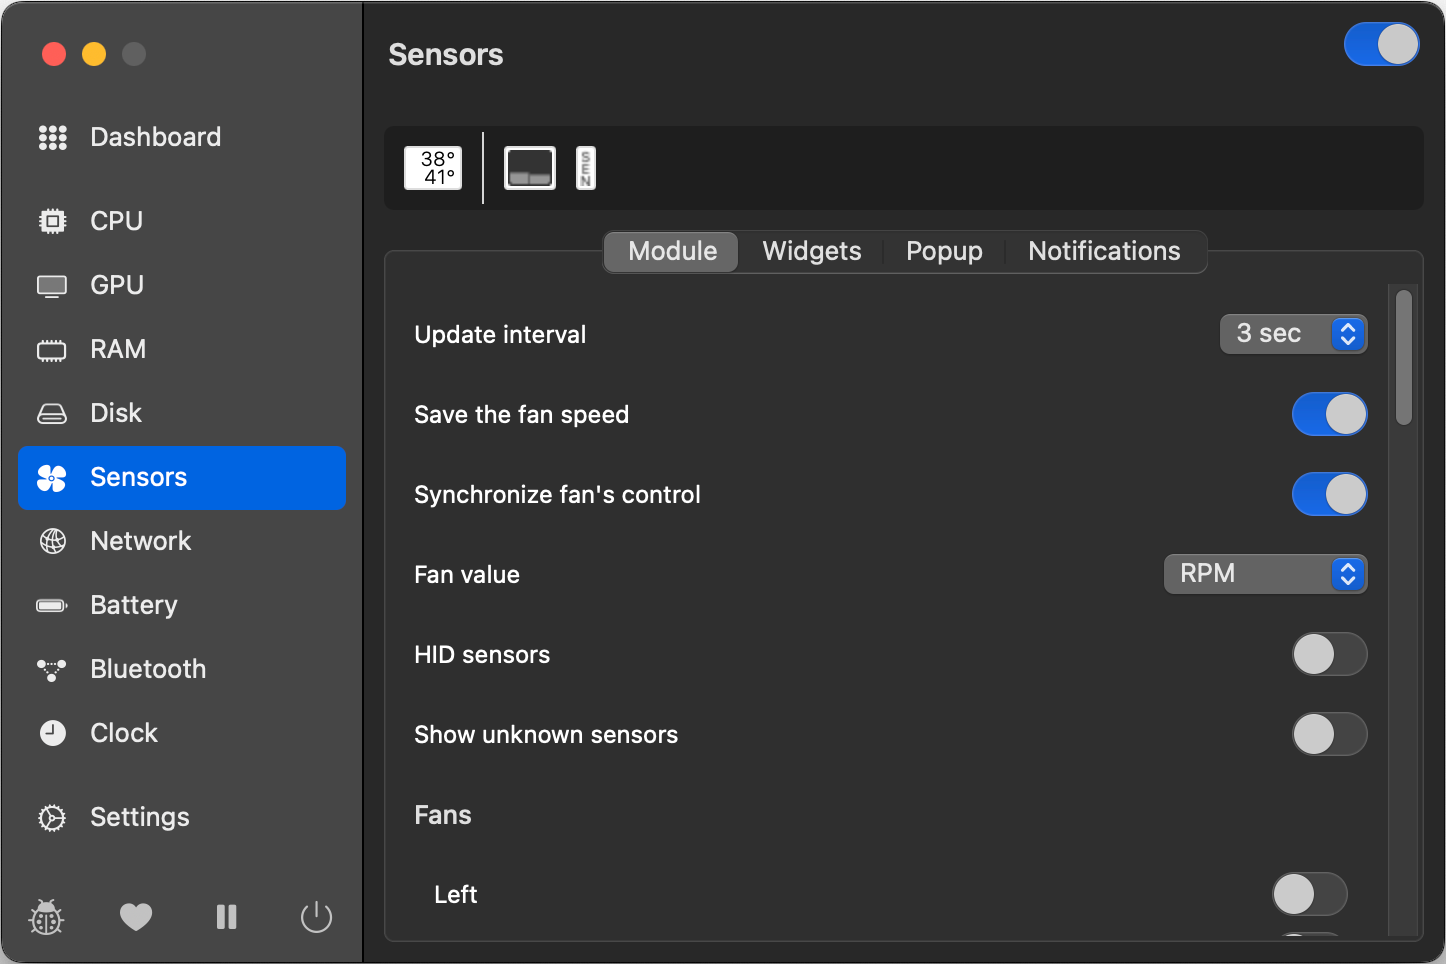 Sensors
Dashboard
CPU
GPU
RAM
Disk
Sensors
Network
Battery
Bluetooth
Clock
Settings
38°
41°
SEN
Module Widgets Popup Notifications
Update interval 3 sec
Save the fan speed
Synchronize fan's control
Fan value RPM
HID sensors
Show unknown sensors
Fans
Left